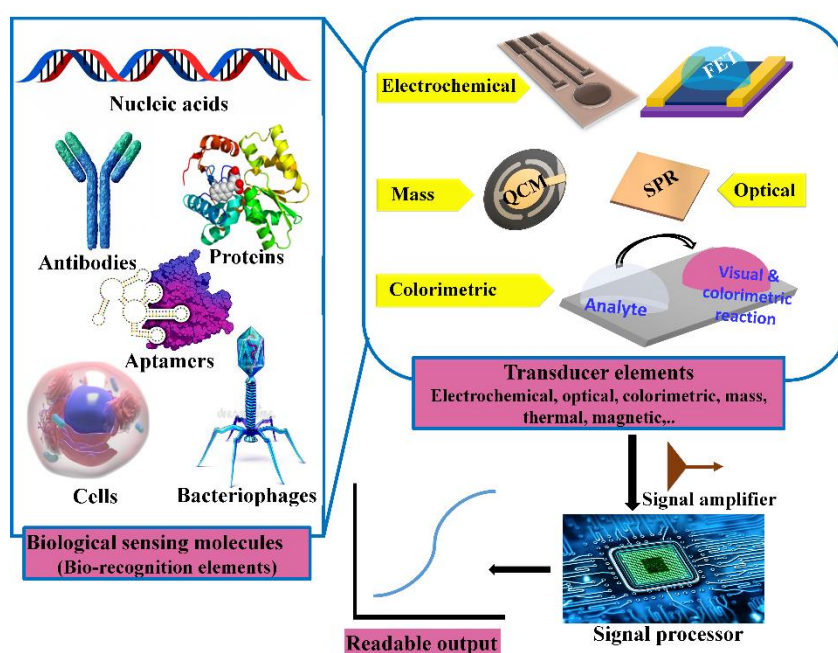 Nucleic acids
Antibodies
Proteins
Aptamers
Cells
Bacteriophages
Biological sensing molecules
(Bio-recognition elements)
Electrochemical
FET
Mass
QCM
SPR
Optical
Colorimetric
Analyte
Visual &
colorimetric
reaction
Transducer elements
Electrochemical, optical, colorimetric, mass,
thermal, magnetic,..
Signal amplifier
Signal processor
Readable output